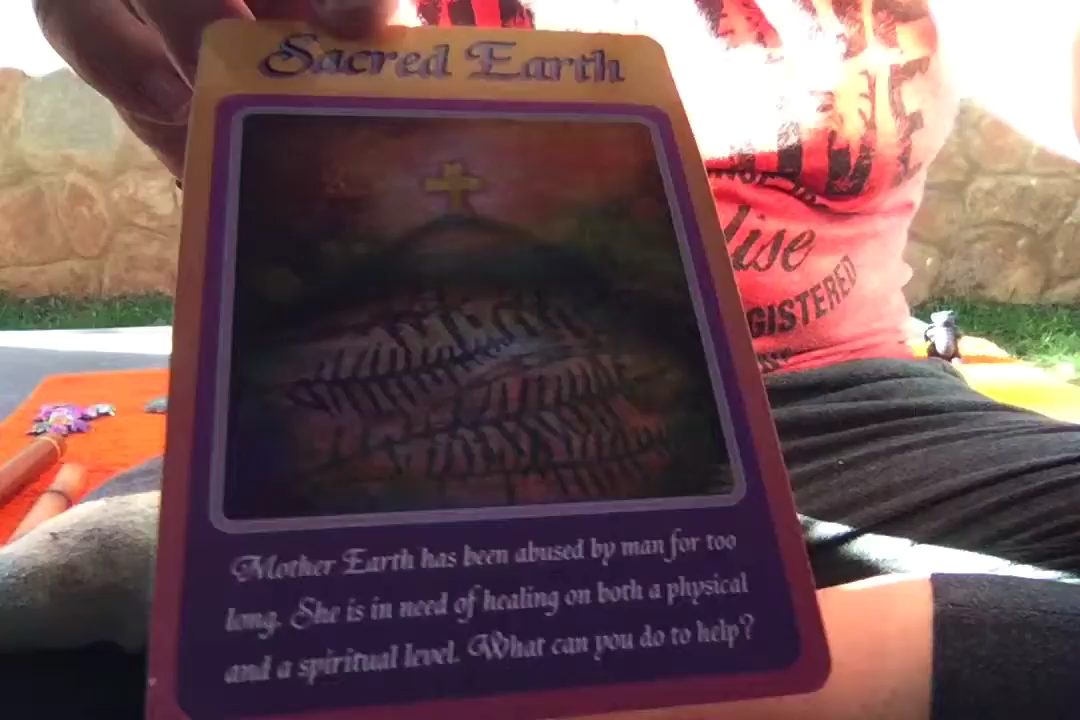 Sacred Earth
Mother Earth has been abused by man for too
long. She is in need of healing on both a physical
and a spiritual level. What can you do to help?
GISTERED